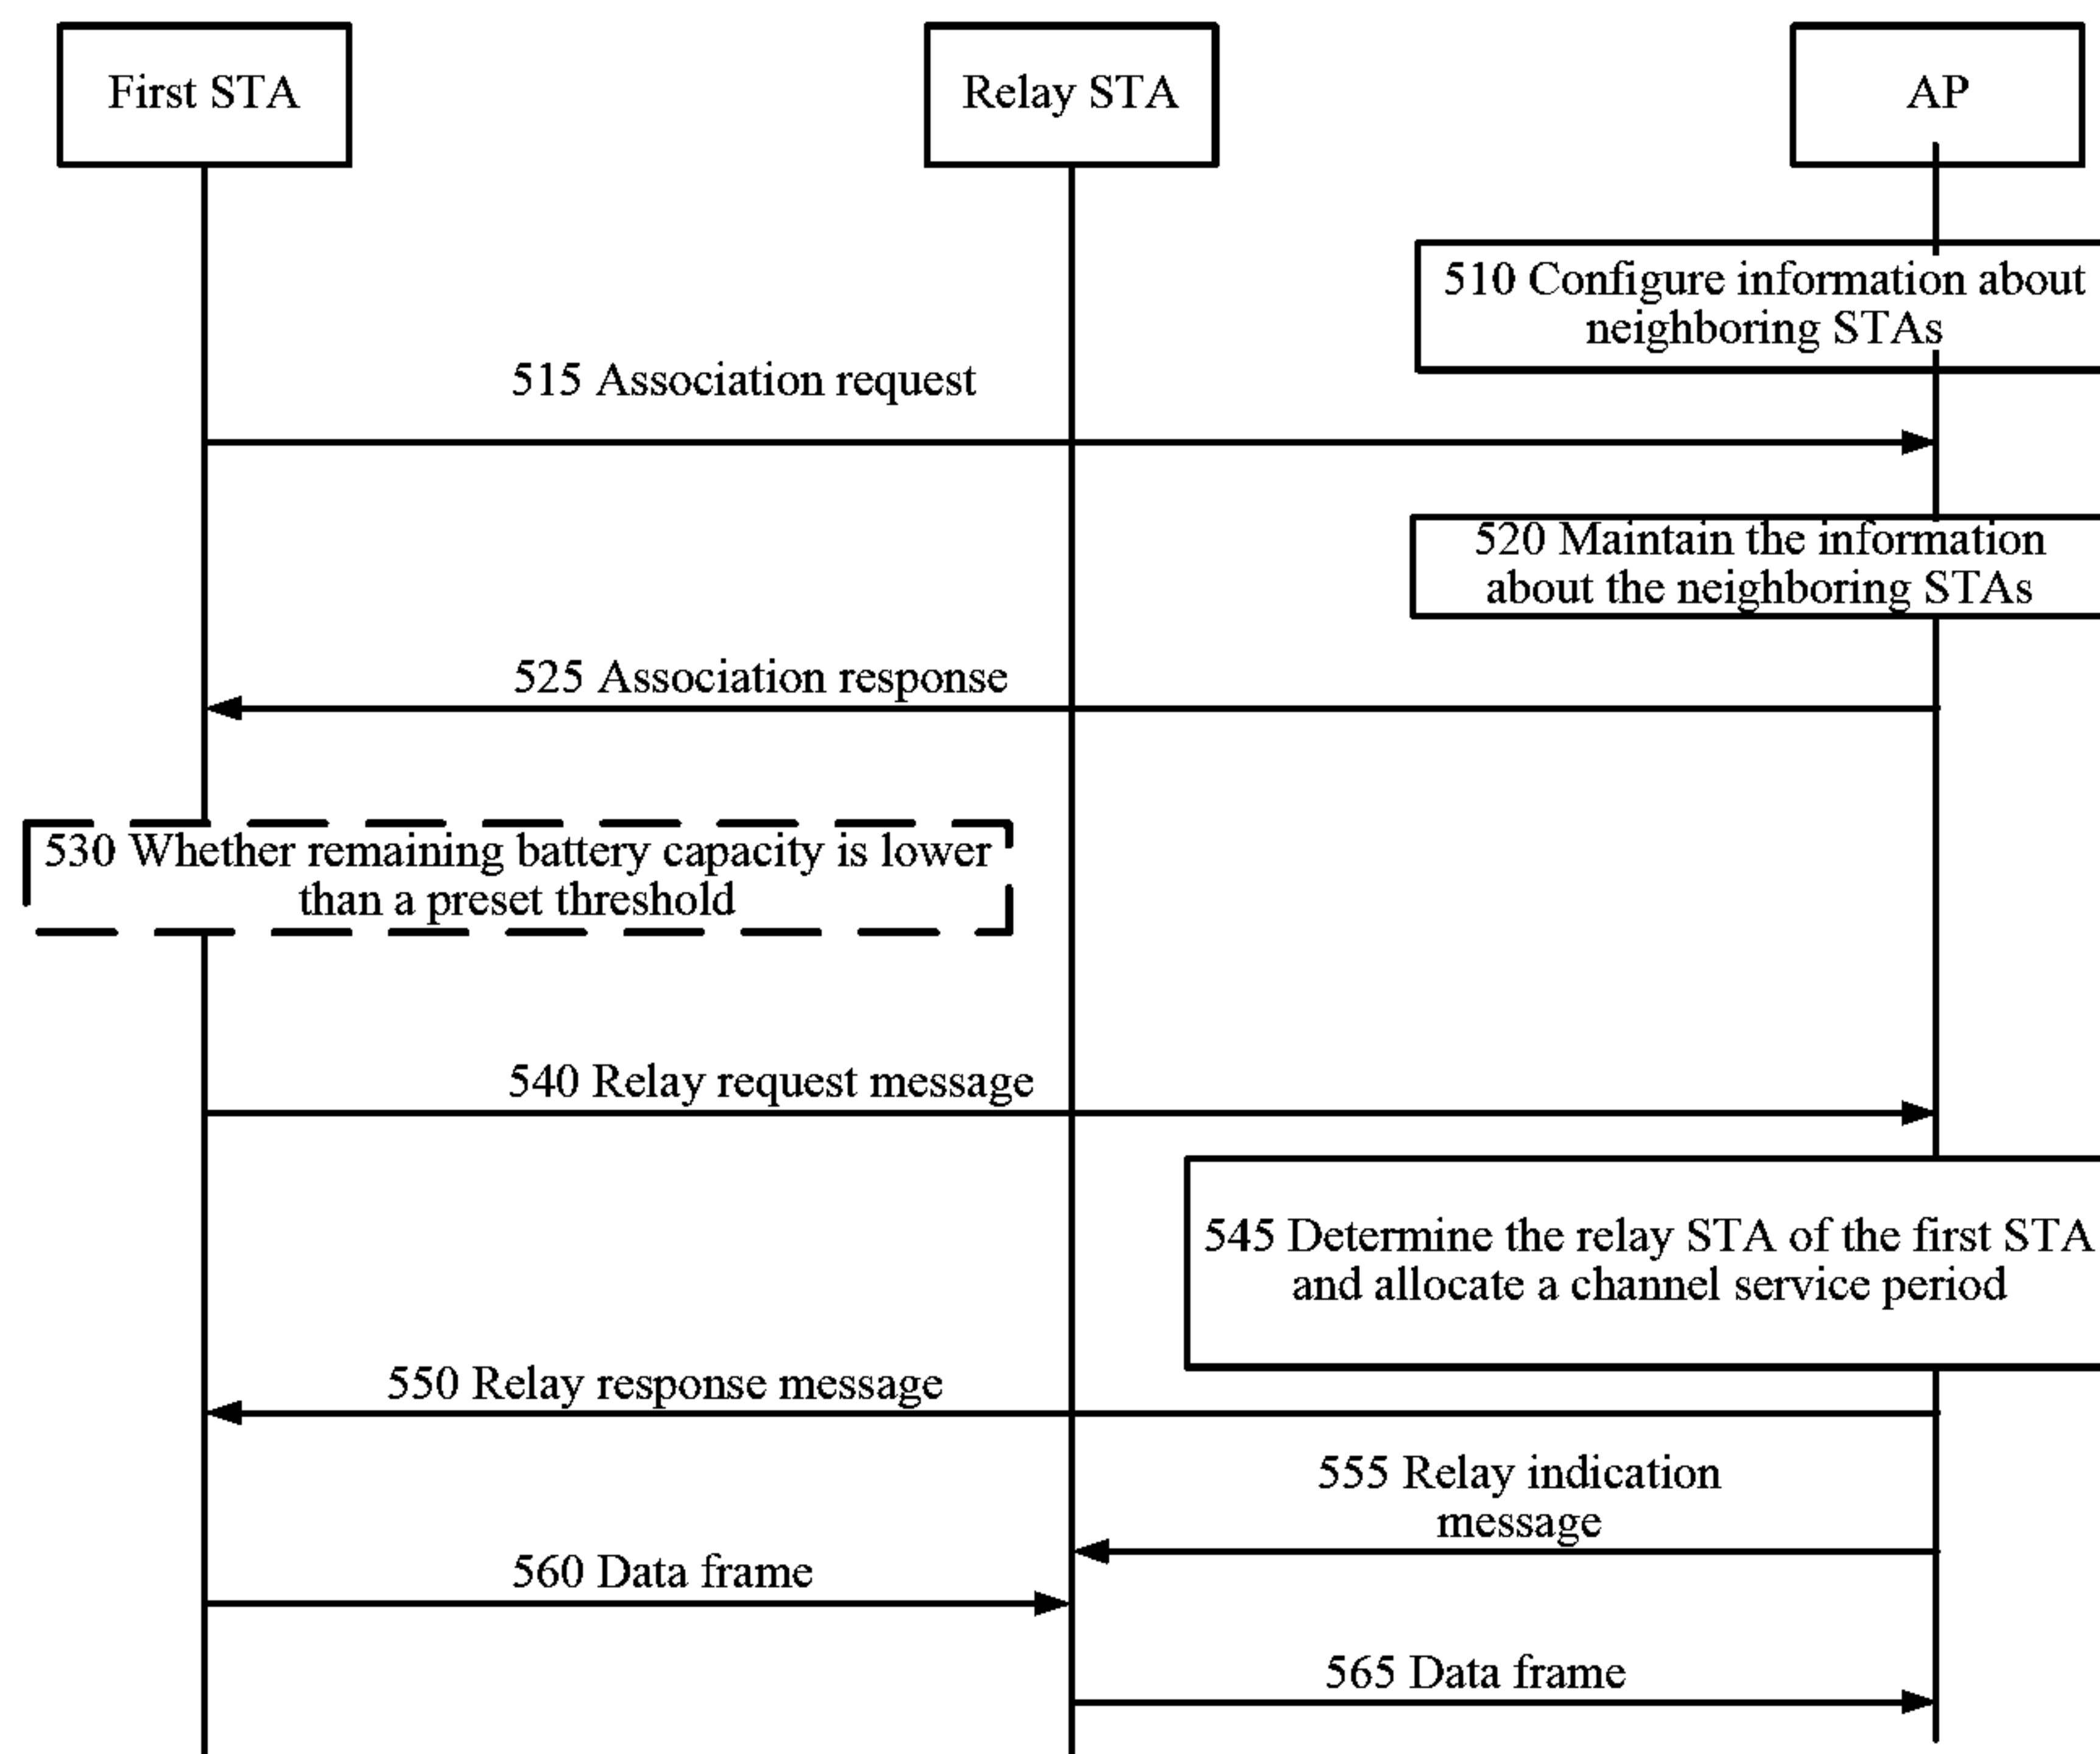 First STA
Relay STA
AP
510 Configure information about
neighboring STAs
515 Association request
520 Maintain the information
about the neighboring STAs
525 Association response
530 Whether remaining battery capacity is lower
than a preset threshold
540 Relay request message
545 Determine the relay STA of the first STA
and allocate a channel service period
550 Relay response message
555 Relay indication
message
560 Data frame
565 Data frame